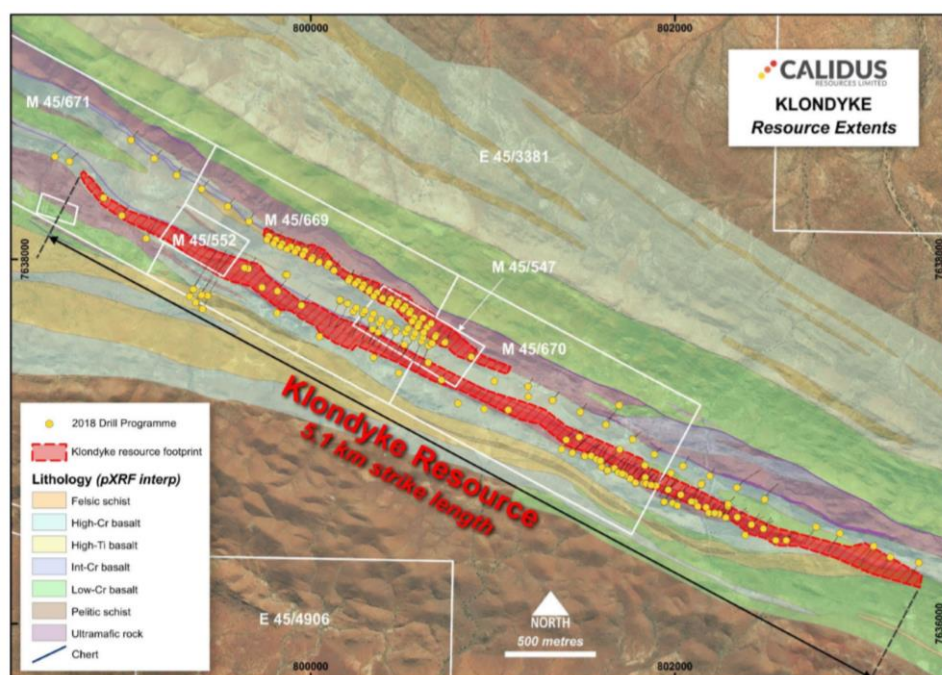 800000
802000
CALIDUS
RESOURCES LIMITED
KLONDYKE
Resource Extents
M 45/671
E 45/3381
M 45/669
M 45/552
M 45/547
7638000
7638000
M 45/670
Klondyke Resource
5.1 km strike length
2018 Drill Programme
Klondyke resource footprint
Lithology (pXRF interp)
Felsic schist
High-Cr basalt
High-Ti basalt
Int-Cr basalt
Low-Cr basalt
Pelitic schist
Ultramafic rock
Chert
E 45/4906
NORTH
500 metres
7636000
800000
802000